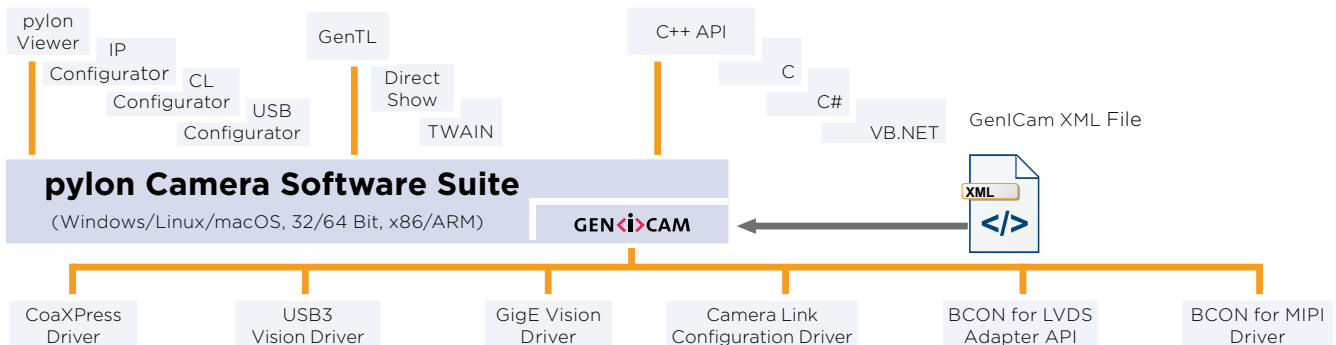 pylon
Viewer
IP
Configurator
CL
Configurator
USB
Configurator
GenTL
Direct
Show
TWAIN
C++ API
C
C#
VB.NET
GenICam XML File
XML
</>
pylon Camera Software Suite
(Windows/Linux/macOS, 32/64 Bit, x86/ARM)
GEN<i>CAM
CoaXPress
Driver
USB3
Vision Driver
GigE Vision
Driver
Camera Link
Configuration Driver
BCON for LVDS
Adapter API
BCON for MIPI
Driver